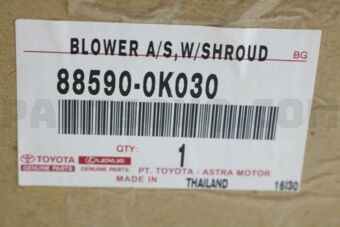 BLOWER A/S,W/SHROUD
BG
88590-0K030
QTY: 1
TOYOTA LEXUS
GENUINE PARTS GENUINE PARTS
PT. TOYOTA - ASTRA MOTOR
MADE IN THAILAND 16I30